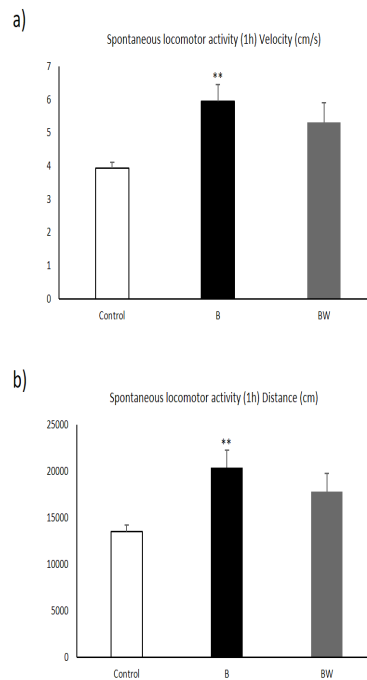 a)
Spontaneous locomotor activity (1h) Velocity (cm/s)
7
6
5
4
3
2
1
0
**
Control B BW
b)
Spontaneous locomotor activity (1h) Distance (cm)
25000
20000
15000
10000
5000
0
**
Control B BW